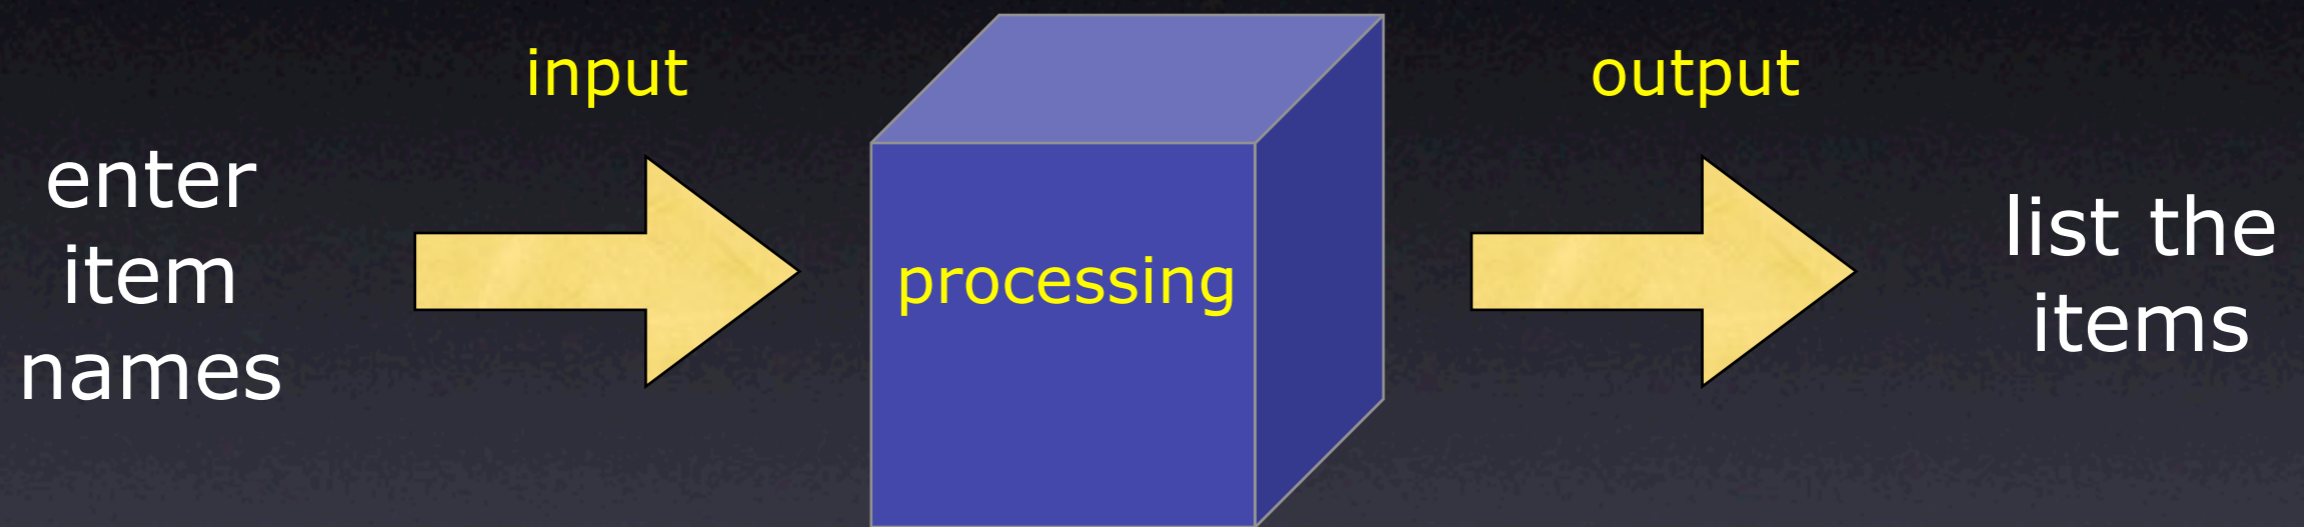 input
output
enter
item
names
processing
list the
items